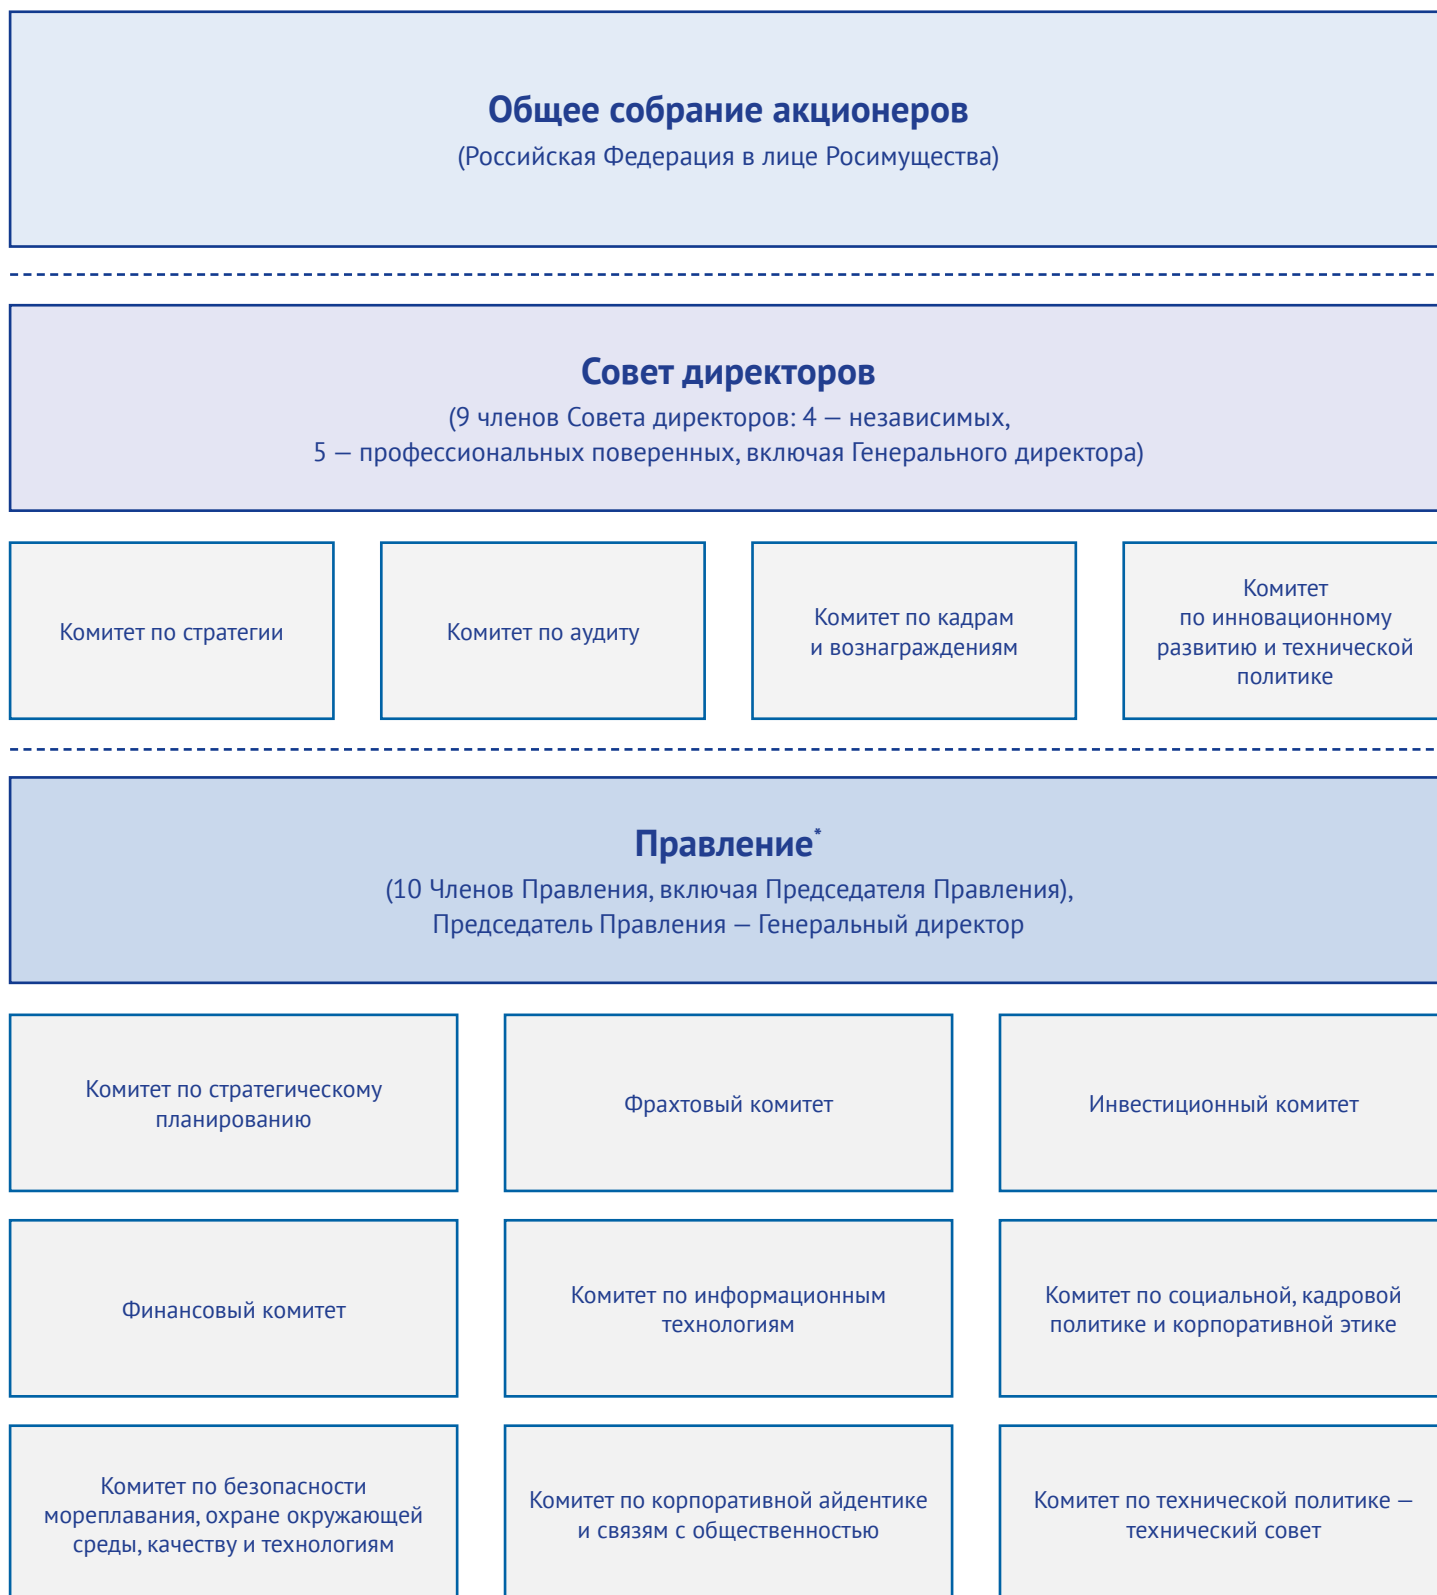 Общее собрание акционеров
(Российская Федерация в лице Росимущества)
Совет директоров
(9 членов Совета директоров: 4 — независимых,
5 — профессиональных поверенных, включая Генерального директора)
Комитет по стратегии
Комитет по аудиту
Комитет по кадрам
и вознаграждениям
Комитет
по инновационному
развитию и технической
политике
Правление*
(10 Членов Правления, включая Председателя Правления),
Председатель Правления — Генеральный директор
Комитет по стратегическому
планированию
Фрахтовый комитет
Инвестиционный комитет
Финансовый комитет
Комитет по информационным
технологиям
Комитет по социальной, кадровой
политике и корпоративной этике
Комитет по безопасности
мореплавания, охране окружающей
среды, качеству и технологиям
Комитет по корпоративной айдентике
и связям с общественностью
Комитет по технической политике —
технический совет